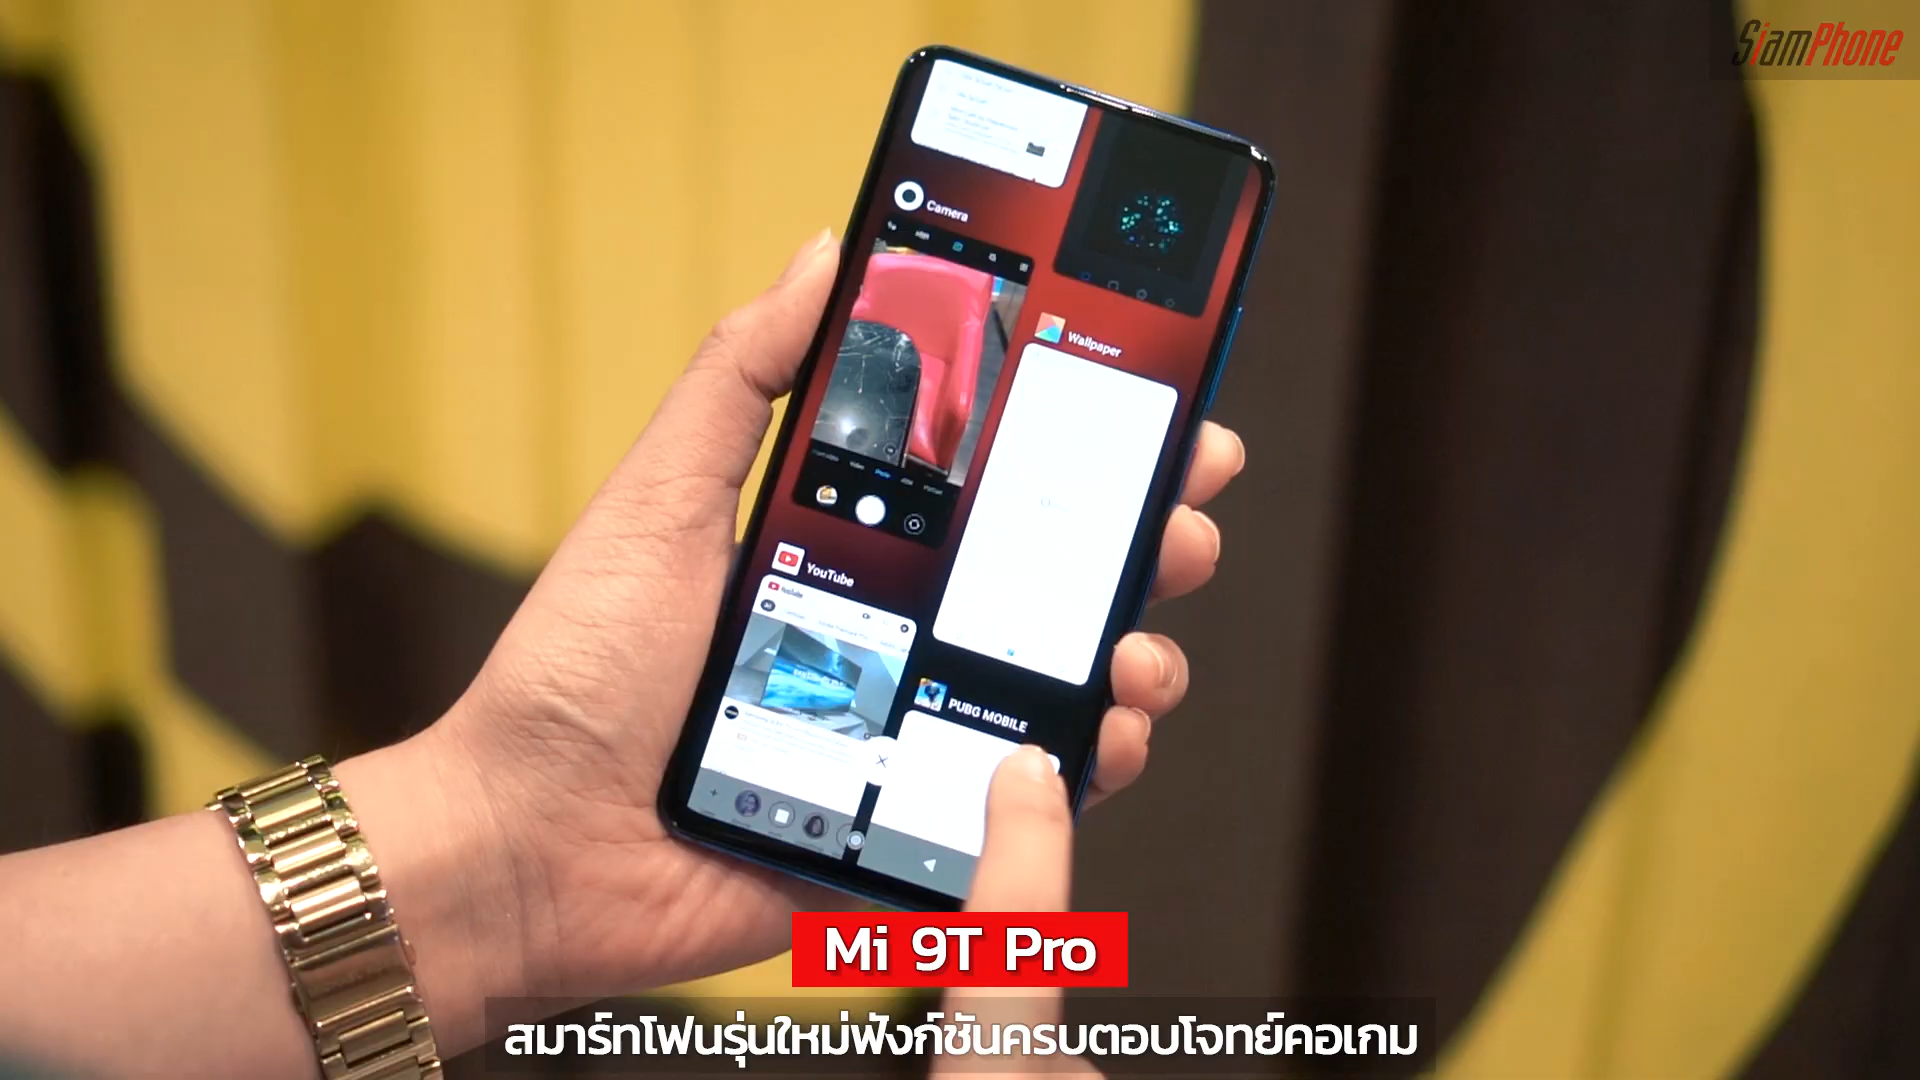 SiamPhone
Camera
Wallpaper
YouTube
YouTube
PUBG MOBILE
Mi 9T Pro
สมาร์ทโฟนรุ่นใหม่ฟังก์ชันครบตอบโจทย์คอเกม